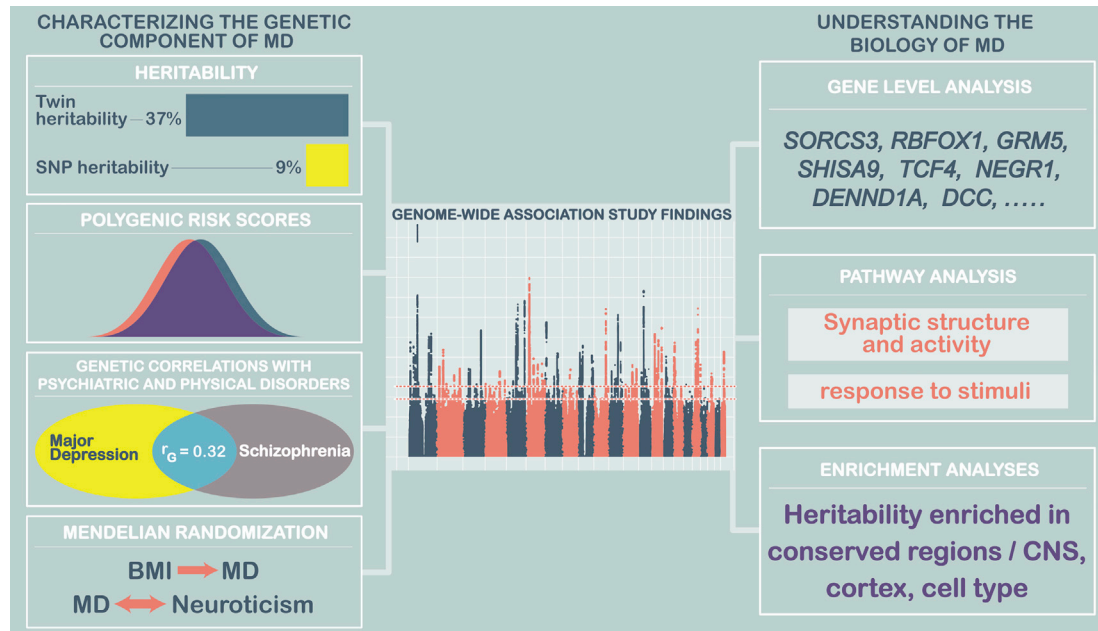 CHARACTERIZING THE GENETIC
COMPONENT OF MD
HERITABILITY
Twin
heritability 37%
SNP heritability 9%
POLYGENIC RISK SCORES
GENETIC CORRELATIONS WITH
PSYCHIATRIC AND PHYSICAL DISORDERS
Major
Depression
rG = 0.32
Schizophrenia
MENDELIAN RANDOMIZATION
BMI MD
MD Neuroticism
GENOME-WIDE ASSOCIATION STUDY FINDINGS
UNDERSTANDING THE
BIOLOGY OF MD
GENE LEVEL ANALYSIS
SORCS3, RBFOX1, GRM5,
SHISA9, TCF4, NEGR1,
DENND1A, DCC, .....
PATHWAY ANALYSIS
Synaptic structure
and activity
response to stimuli
ENRICHMENT ANALYSES
Heritability enriched in
conserved regions / CNS,
cortex, cell type